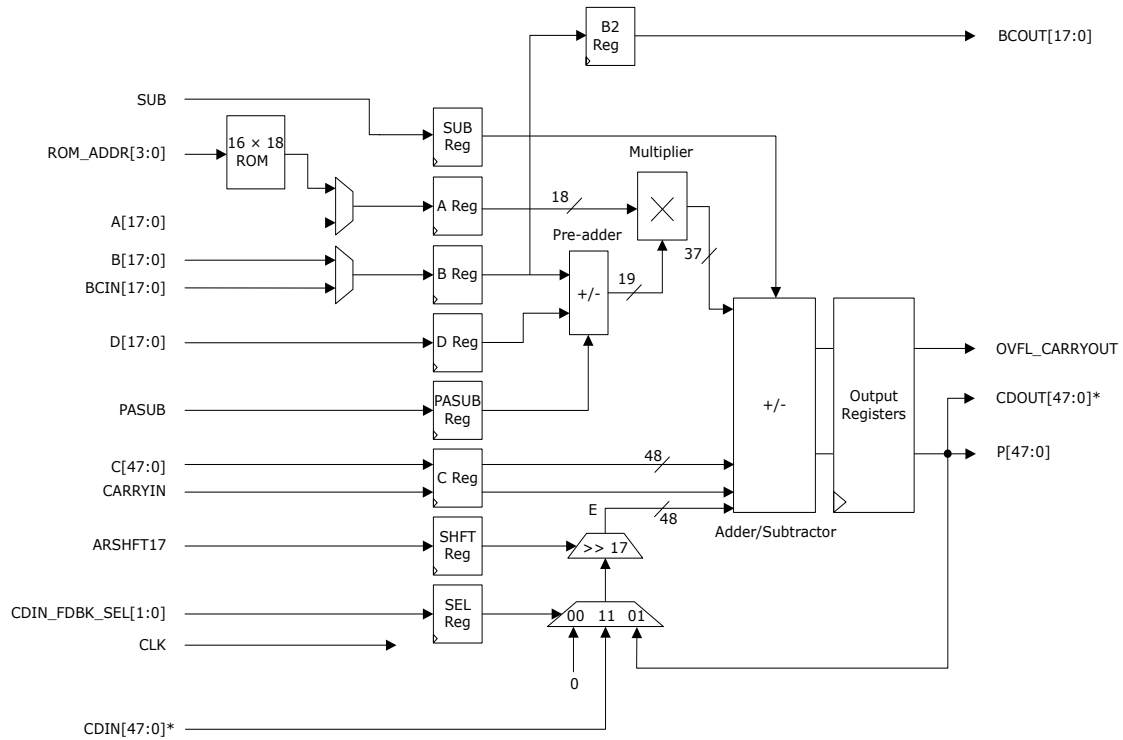 B2
Reg
BCOUT[17:0]
SUB
SUB
Reg
16 × 18
ROM
ROM_ADDR[3:0]
Multiplier
A[17:0]
A Reg
18
Pre-adder
B[17:0]
BCIN[17:0]
B Reg
+/-
19
37
D[17:0]
D Reg
OVFL_CARRYOUT
PASUB
PASUB
Reg
+/-
Output
Registers
CDOUT[47:0]*
P[47:0]
C[47:0]
CARRYIN
C Reg
48
E
48
Adder/Subtractor
ARSHFT17
SHFT
Reg
>> 17
CDIN_FDBK_SEL[1:0]
SEL
Reg
00 11 01
CLK
0
CDIN[47:0]*